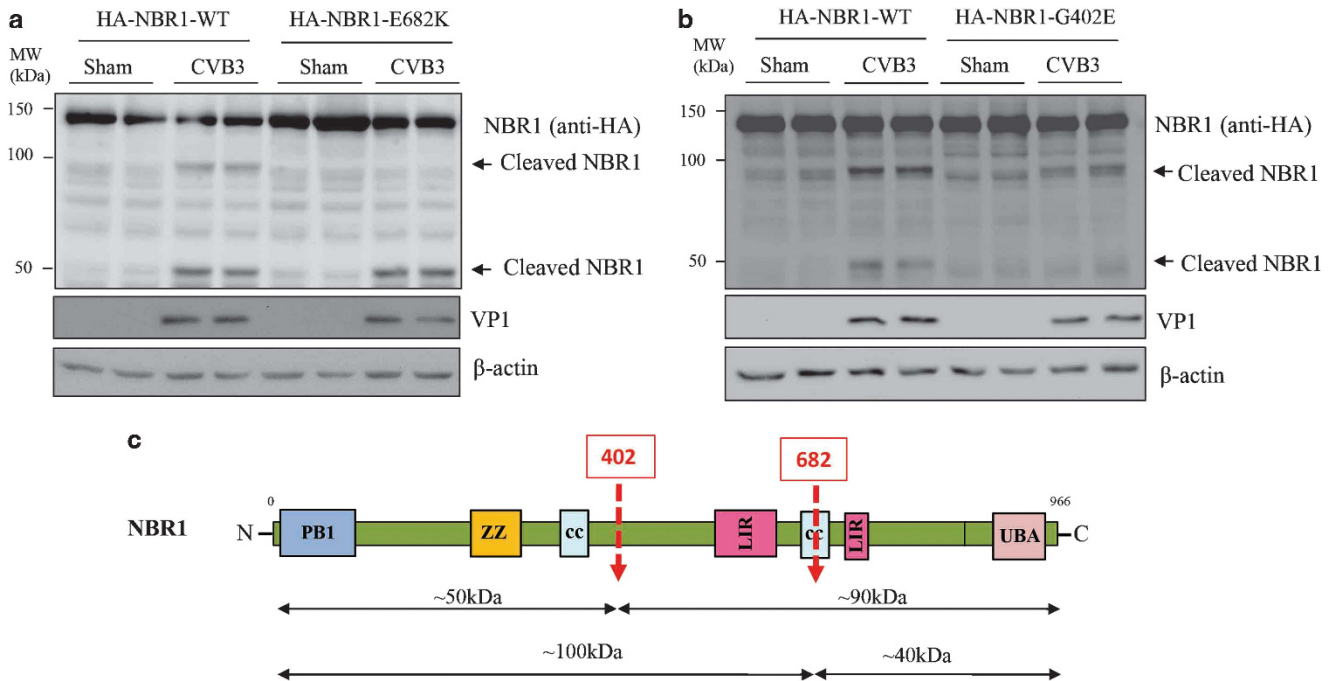 a
HA-NBR1-WT HA-NBR1-E682K
MW
(kDa)
Sham CVB3 Sham CVB3
150
NBR1 (anti-HA)
100
Cleaved NBR1
50
Cleaved NBR1
VP1
β-actin
b
HA-NBR1-WT HA-NBR1-G402E
MW
(kDa)
Sham CVB3 Sham CVB3
150
NBR1 (anti-HA)
100
Cleaved NBR1
50
Cleaved NBR1
VP1
β-actin
c
402 682
0 966
NBR1 N PB1 ZZ cc LIR cc LIR UBA C
~50kDa ~90kDa
~100kDa ~40kDa